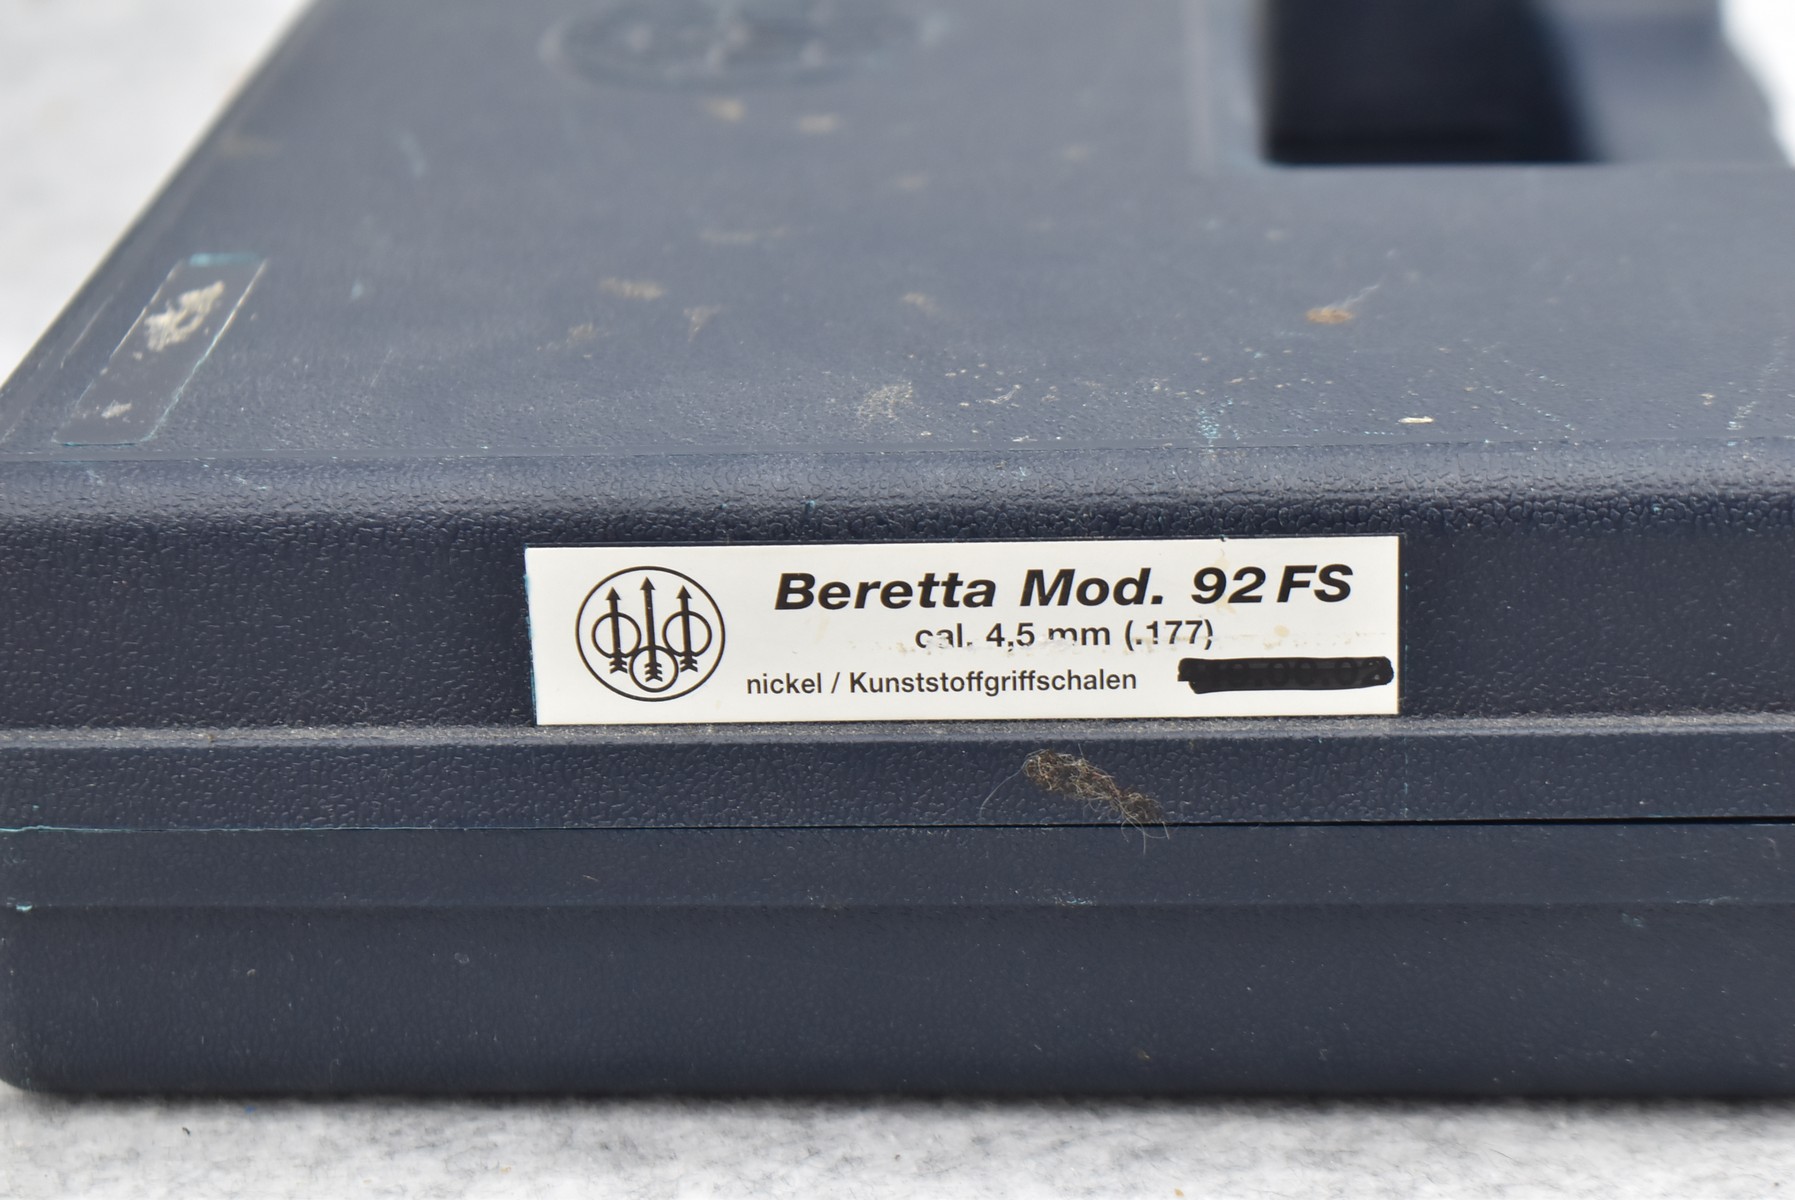 Beretta Mod. 92 FS
cal. 4,5 mm (.177)
nickel / Kunststoffgriffschalen